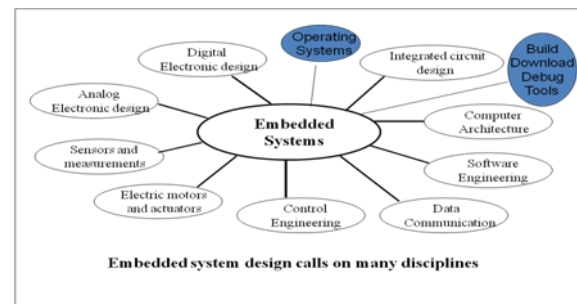 Operating
Systems
Build
Download
Debug
Tools
Digital
Electronic design
Integrated circuit
design
Analog
Electronic design
Computer
Architecture
Embedded
Systems
Sensors and
measurements
Software
Engineering
Electric motors
and actuators
Control
Engineering
Data
Communication
Embedded system design calls on many disciplines